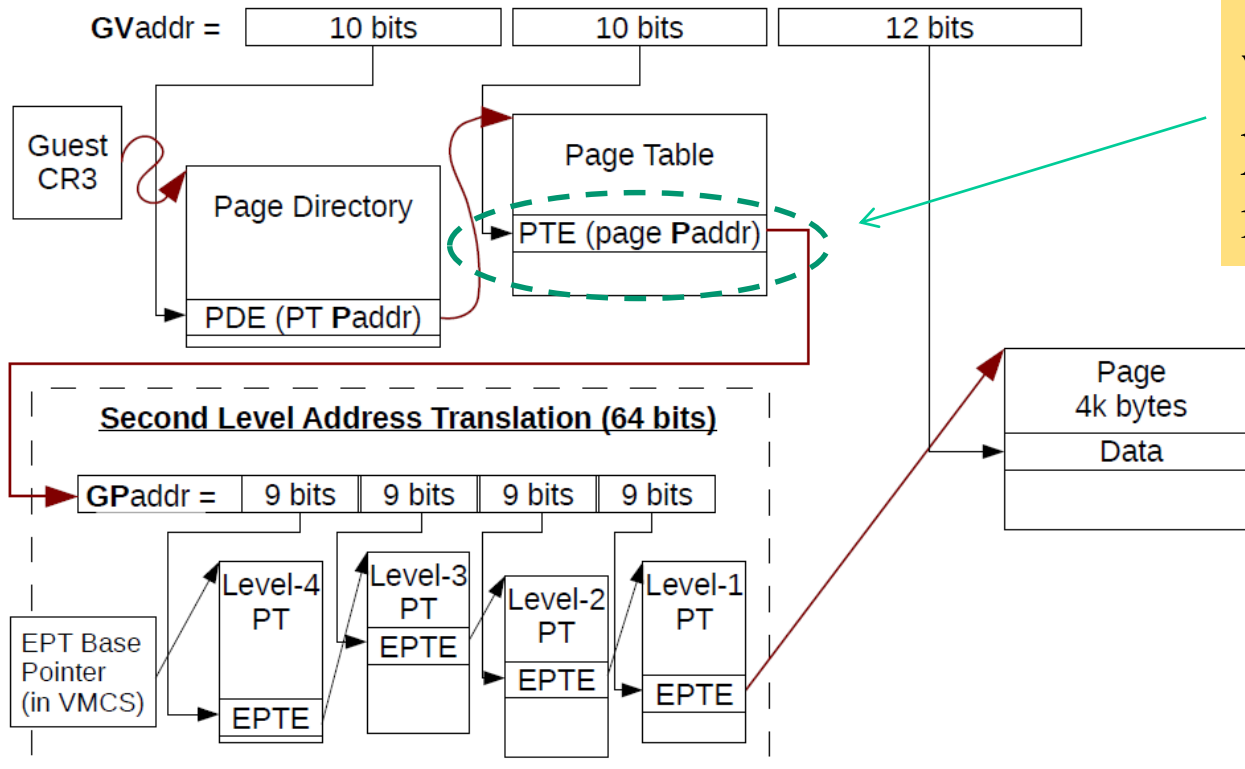 GVaddr =
10 bits
10 bits
12 bits
Guest
CR3
Page Directory
PDE (PT Paddr)
Page Table
PTE (page Paddr)
Page
4k bytes
Data
Second Level Address Translation (64 bits)
GPaddr =
9 bits
9 bits
9 bits
9 bits
EPT Base
Pointer
(in VMCS)
Level-4
PT
EPTE
Level-3
PT
EPTE
Level-2
PT
EPTE
Level-1
PT
EPTE